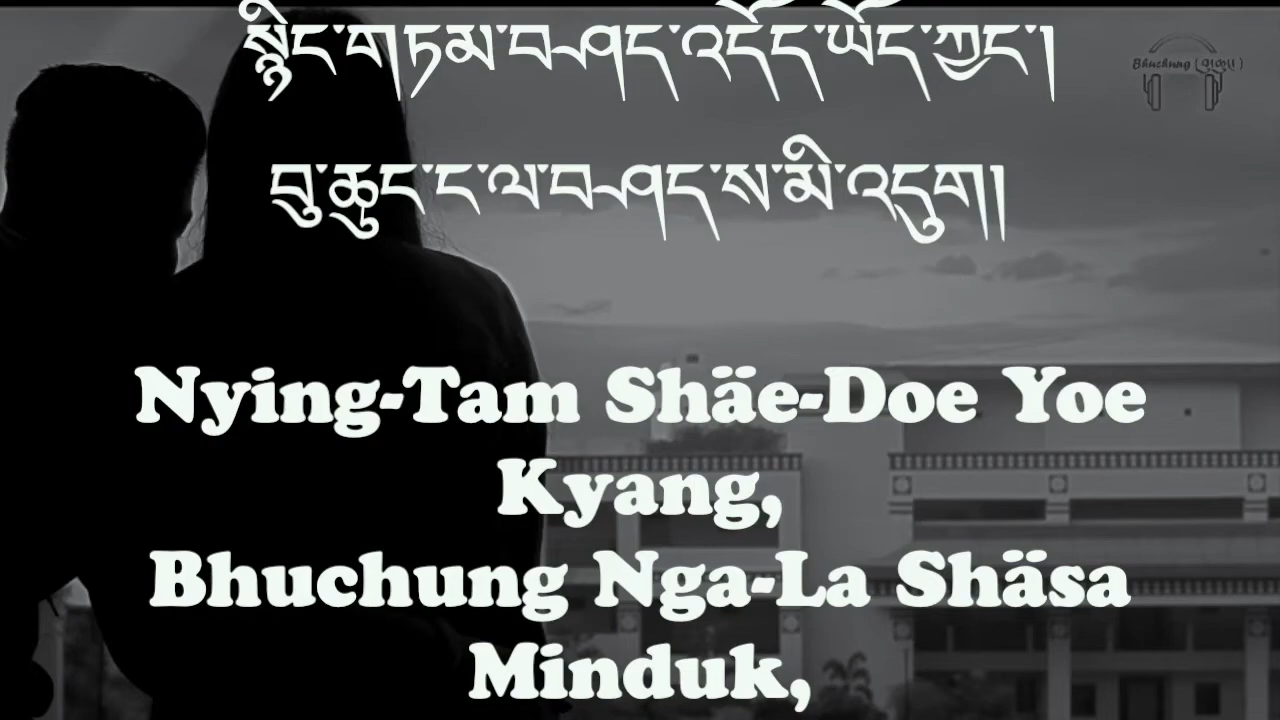 སྙིང་གཏམ་བཤད་འདོད་ཡོད་ཀྱང་།
Bhuchung
བུ་ཆུང་ང་ལ་བཤད་ས་མི་འདུག།
Nying-Tam Shäe-Doe Yoe
Kyang,
Bhuchung Nga-La Shäsa
Minduk,